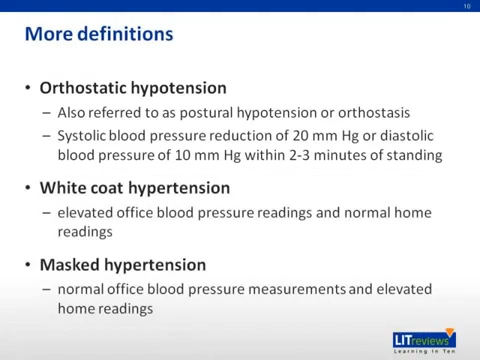 10
More definitions
• Orthostatic hypotension
– Also referred to as postural hypotension or orthostasis
– Systolic blood pressure reduction of 20 mm Hg or diastolic
blood pressure of 10 mm Hg within 2-3 minutes of standing
• White coat hypertension
– elevated office blood pressure readings and normal home
readings
• Masked hypertension
– normal office blood pressure measurements and elevated
home readings
LITreviews
Learning in Ten